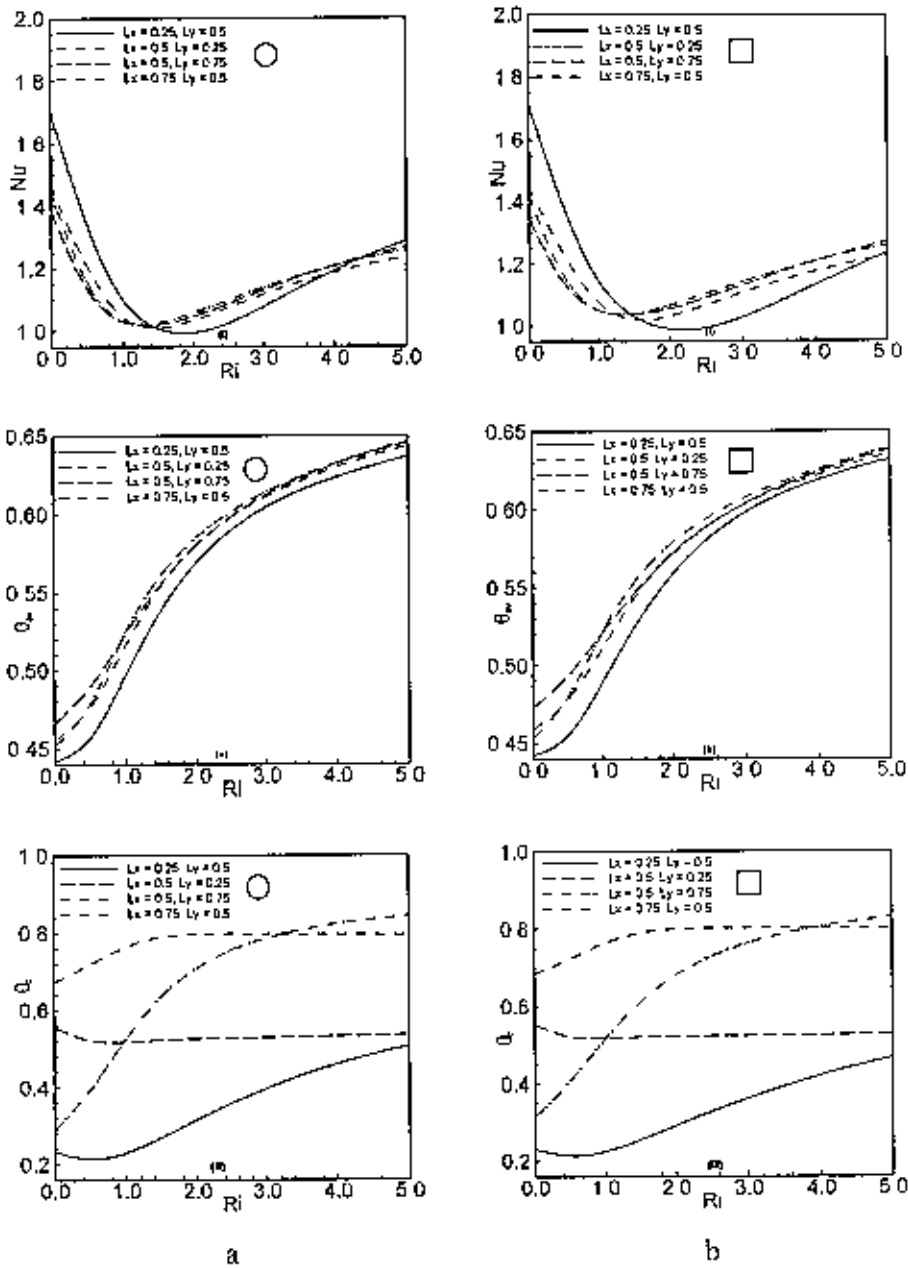 2.0
1.8
1.6
1.4
1.2
1.0
Nu
Lx = 0.25, Ly = 0.5
Lx = 0.5, Ly = 0.25
Lx = 0.5, Ly = 0.75
Lx = 0.75, Ly = 0.5
0.0 1.0 2.0 3.0 4.0 5.0
Ri
2.0
1.8
1.6
1.4
1.2
1.0
Nu
Lx = 0.25, Ly = 0.5
Lx = 0.5 Ly = 0.25
Lx = 0.5, Ly = 0.75
Lx = 0.75, Ly = 0.5
0.0 1.0 2.0 3.0 4.0 5.0
Ri
0.65
0.60
0.55
0.50
0.45
Lx = 0.25, Ly = 0.5
Lx = 0.5, Ly = 0.25
Lx = 0.5, Ly = 0.75
Lx = 0.75, Ly = 0.5
0.0 1.0 2.0 3.0 4.0 5.0
Ri
0.65
0.60
0.55
0.50
0.45
θav
Lx = 0.25, Ly = 0.5
Lx = 0.5 Ly = 0.25
Lx = 0.5 Ly = 0.75
Lx = 0.75 Ly = 0.5
0.0 1.0 2.0 3.0 4.0 5.0
Ri
1.0
0.8
0.6
0.4
0.2
Lx = 0.25 Ly = 0.5
Lx = 0.5 Ly = 0.25
Lx = 0.5, Ly = 0.75
Lx = 0.75 Ly = 0.5
0.0 1.0 2.0 3.0 4.0 5.0
Ri
1.0
0.8
0.6
0.4
0.2
Lx = 0.25 Ly = 0.5
Lx = 0.5 Ly = 0.25
Lx = 0.5 Ly = 0.75
Lx = 0.75 Ly = 0.5
0.0 1.0 2.0 3.0 4.0 5.0
Ri
a
b